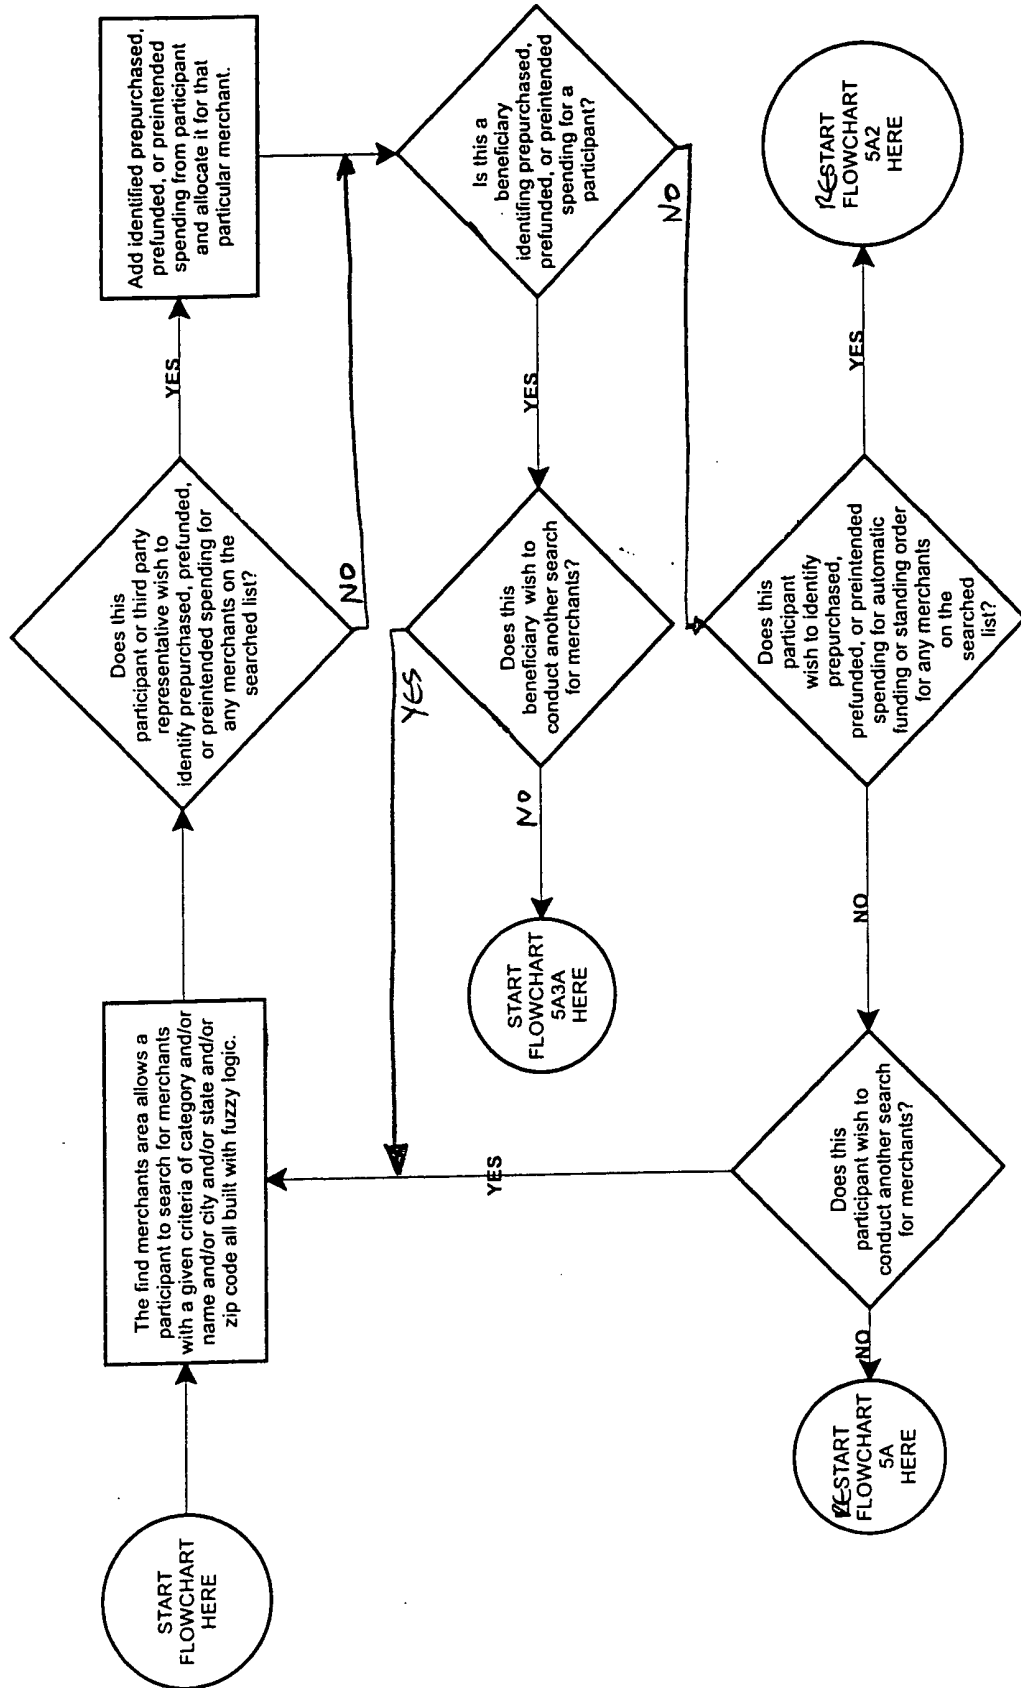 START
FLOWCHART
HERE
The find merchants area allows a
participant to search for merchants
with a given criteria of category and/or
name and/or city and/or state and/or
zip code all built with fuzzy logic.
Does this
participant or third party
representative wish to
identify prepurchased, prefunded,
or preintended spending for
any merchants on the
searched list?
YES
NO
Add identified prepurchased,
prefunded, or preintended
spending from participant
and allocate it for that
particular merchant.
Is this a
beneficiary
identifing prepurchased,
prefunded, or preintended
spending for a
participant?
YES
NO
Does this
beneficiary wish to
conduct another search
for merchants?
YES
NO
START
FLOWCHART
5A3A
HERE
Does this
participant
wish to identify
prepurchased,
prefunded, or preintended
spending for automatic
funding or standing order
for any merchants
on the
searched
list?
YES
RESTART
FLOWCHART
5A2
HERE
NO
Does this
participant wish to
conduct another search
for merchants?
YES
NO
RESTART
FLOWCHART
5A
HERE